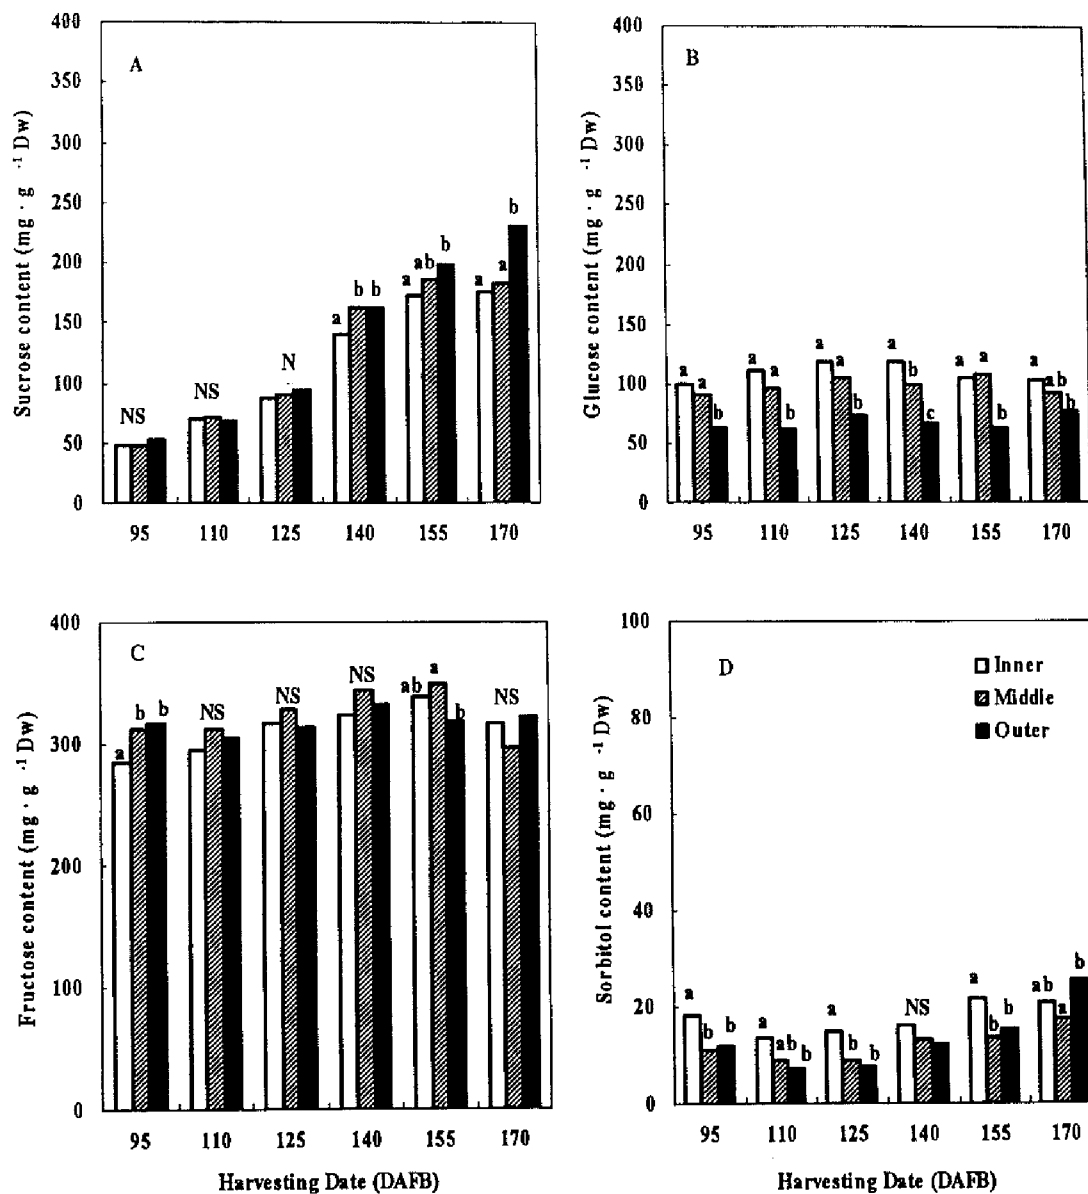 A
Sucrose content (mg · g -1 Dw)
400
350
300
250
200
150
100
50
0
NS
NS
N
a b b
a ab b
a a b
95 110 125 140 155 170
B
Glucose content (mg · g -1 Dw)
400
350
300
250
200
150
100
50
0
a a b
a a b
a a b
a b c
a a b
a ab b
95 110 125 140 155 170
C
Fructose content (mg · g -1 Dw)
400
300
200
100
0
a b b
NS
NS
NS
ab a b
NS
95 110 125 140 155 170
Harvesting Date (DAFB)
D
Inner
Middle
Outer
Sorbitol content (mg · g -1 Dw)
100
80
60
40
20
0
a b b
a ab b
a b b
NS
a b b
ab a b
95 110 125 140 155 170
Harvesting Date (DAFB)